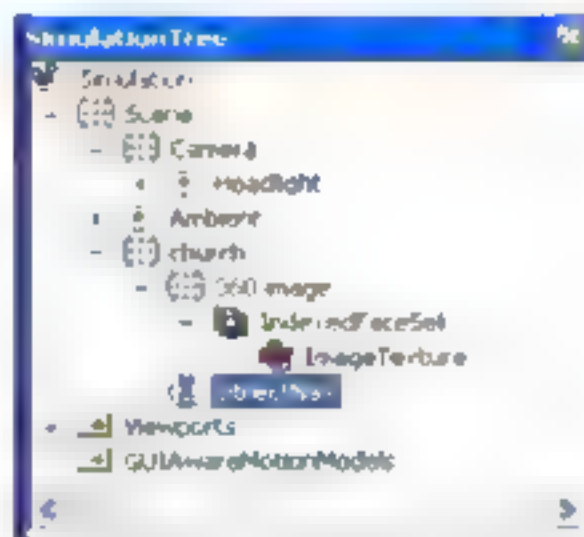 Simulation Tree
Simulation
Scene
Camera
Headlight
Ambient
church
360 image
IndexedFaceSet
ImageTexture
Viewports
GUIAwareMotionModels